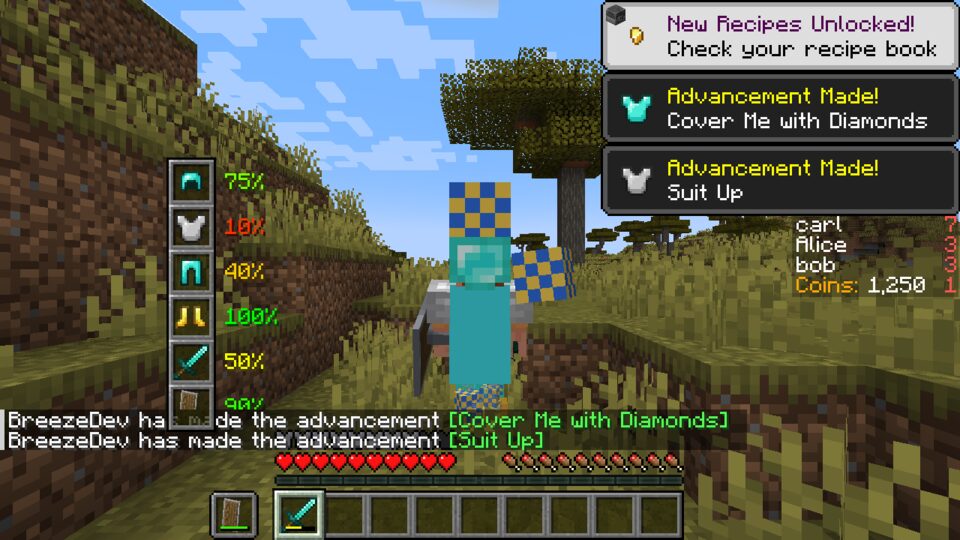 New Recipes Unlocked!
Check your recipe book
Advancement Made!
Cover Me with Diamonds
Advancement Made!
Suit Up
carl 7
Alice 3
bob 3
Coins: 1,250 1
75%
10%
40%
100%
50%
90%
BreezeDev has made the advancement [Cover Me with Diamonds]
BreezeDev has made the advancement [Suit Up]